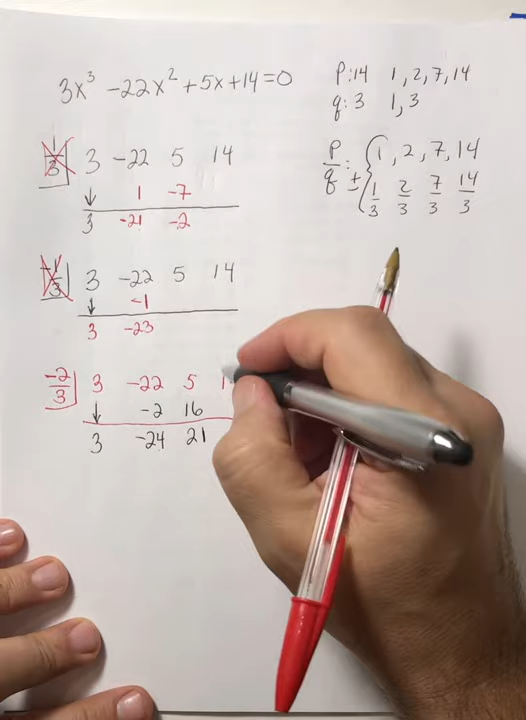 3x³ -22x² +5x+14=0
P:14 1, 2, 7, 14
q: 3 1, 3
P/q : ± { 1, 2, 7, 14
1/3 2/3 7/3 14/3
1/3 3 -22 5 14
1 -7
3 -21 -2
-1/3 3 -22 5 14
-1
3 -23
-2/3 3 -22 5 1
-2 16
3 -24 21